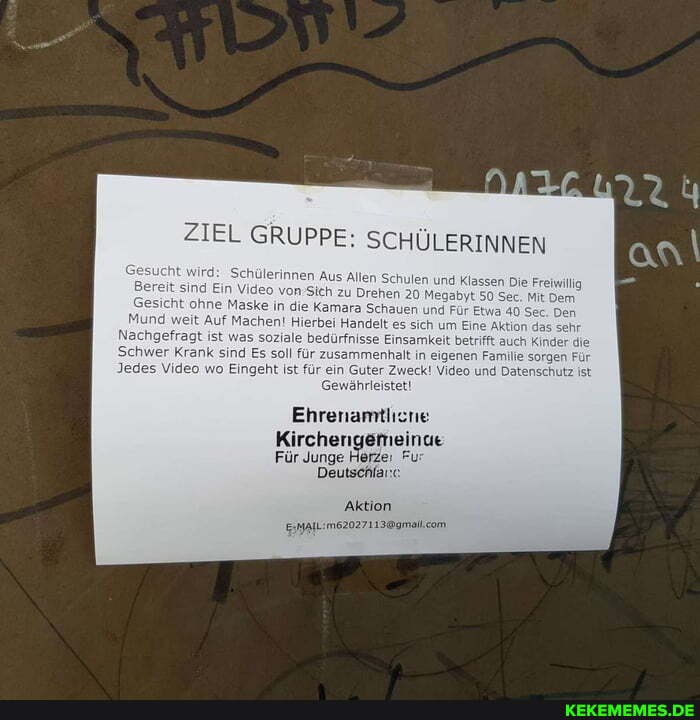 #IS#IS
0176 422 4
an
ZIEL GRUPPE: SCHÜLERINNEN
Gesucht wird: Schülerinnen Aus Allen Schulen und Klassen Die Freiwillig
Bereit sind Ein Video von Sich zu Drehen 20 Megabyt 50 Sec. Mit Dem
Gesicht ohne Maske in die Kamara Schauen und Für Etwa 40 Sec. Den
Mund weit Auf Machen! Hierbei Handelt es sich um Eine Aktion das sehr
Nachgefragt ist was soziale bedürfnisse Einsamkeit betrifft auch Kinder die
Schwer Krank sind Es soll für zusammenhalt in eigenen Familie sorgen Für
Jedes Video wo Eingeht ist für ein Guter Zweck! Video und Datenschutz ist
Gewährleistet!
Ehrenamtliche
Kirchengemeinde
Für Junge Herzen Für
Deutschland
Aktion
E-MAIL:m62027113@gmail.com
KEKEMEMES.DE